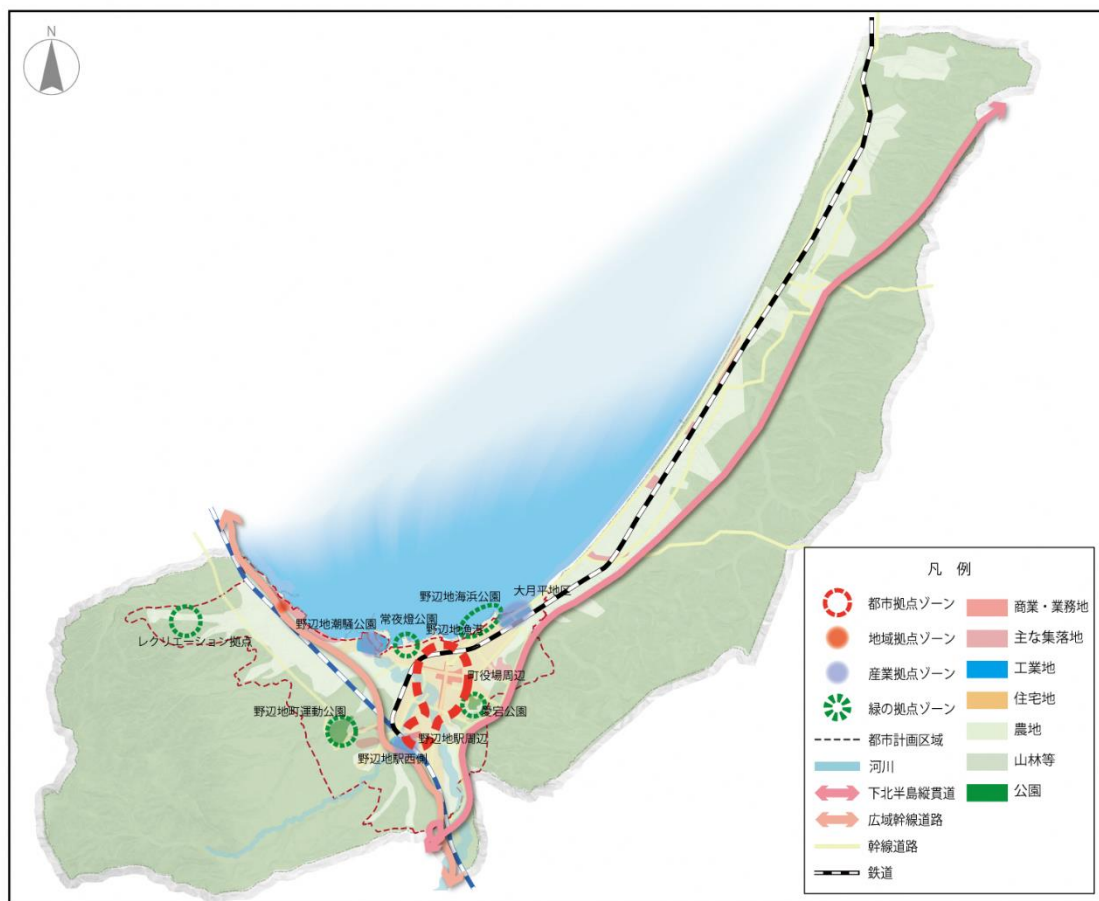 N
野辺地海浜公園
大月平地区
常夜燈公園
野辺地潮騒公園
野辺地漁港
レクリエーション拠点
町役場周辺
愛宕公園
野辺地町運動公園
野辺地駅周辺
野辺地駅西側
凡 例
都市拠点ゾーン
地域拠点ゾーン
産業拠点ゾーン
緑の拠点ゾーン
都市計画区域
河川
下北半島縦貫道
広域幹線道路
幹線道路
鉄道
商業・業務地
主な集落地
工業地
住宅地
農地
山林等
公園